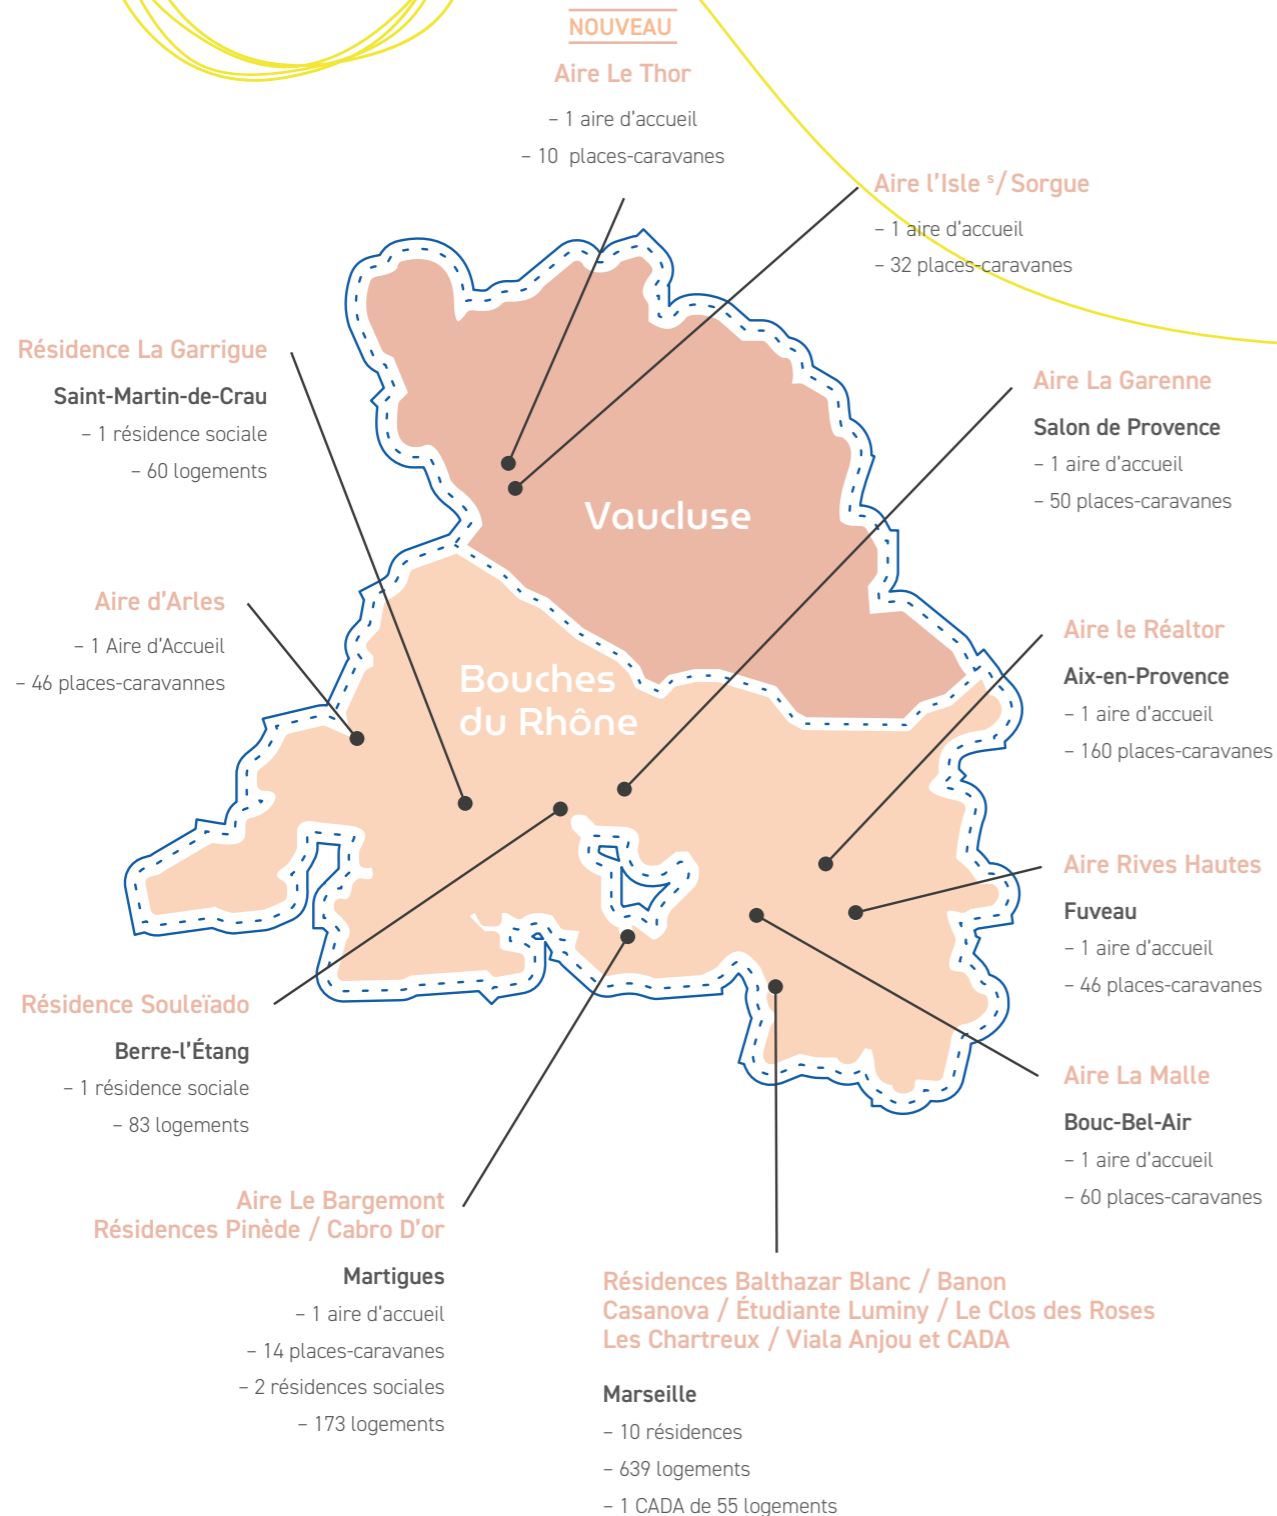 NOUVEAU
Aire Le Thor
– 1 aire d'accueil
– 10 places-caravanes
Aire l'Isle s/ Sorgue
– 1 aire d'accueil
– 32 places-caravanes
Résidence La Garrigue
Saint-Martin-de-Crau
– 1 résidence sociale
– 60 logements
Aire La Garenne
Salon de Provence
– 1 aire d'accueil
– 50 places-caravanes
Vaucluse
Aire d'Arles
– 1 Aire d'Accueil
– 46 places-caravannes
Bouches
du Rhône
Aire le Réaltor
Aix-en-Provence
– 1 aire d'accueil
– 160 places-caravanes
Aire Rives Hautes
Fuveau
– 1 aire d'accueil
– 46 places-caravanes
Résidence Souleïado
Berre-l'Étang
– 1 résidence sociale
– 83 logements
Aire La Malle
Bouc-Bel-Air
– 1 aire d'accueil
– 60 places-caravanes
Aire Le Bargemont
Résidences Pinède / Cabro D'or
Martigues
– 1 aire d'accueil
– 14 places-caravanes
– 2 résidences sociales
– 173 logements
Résidences Balthazar Blanc / Banon
Casanova / Étudiante Luminy / Le Clos des Roses
Les Chartreux / Viala Anjou et CADA
Marseille
– 10 résidences
– 639 logements
– 1 CADA de 55 logements